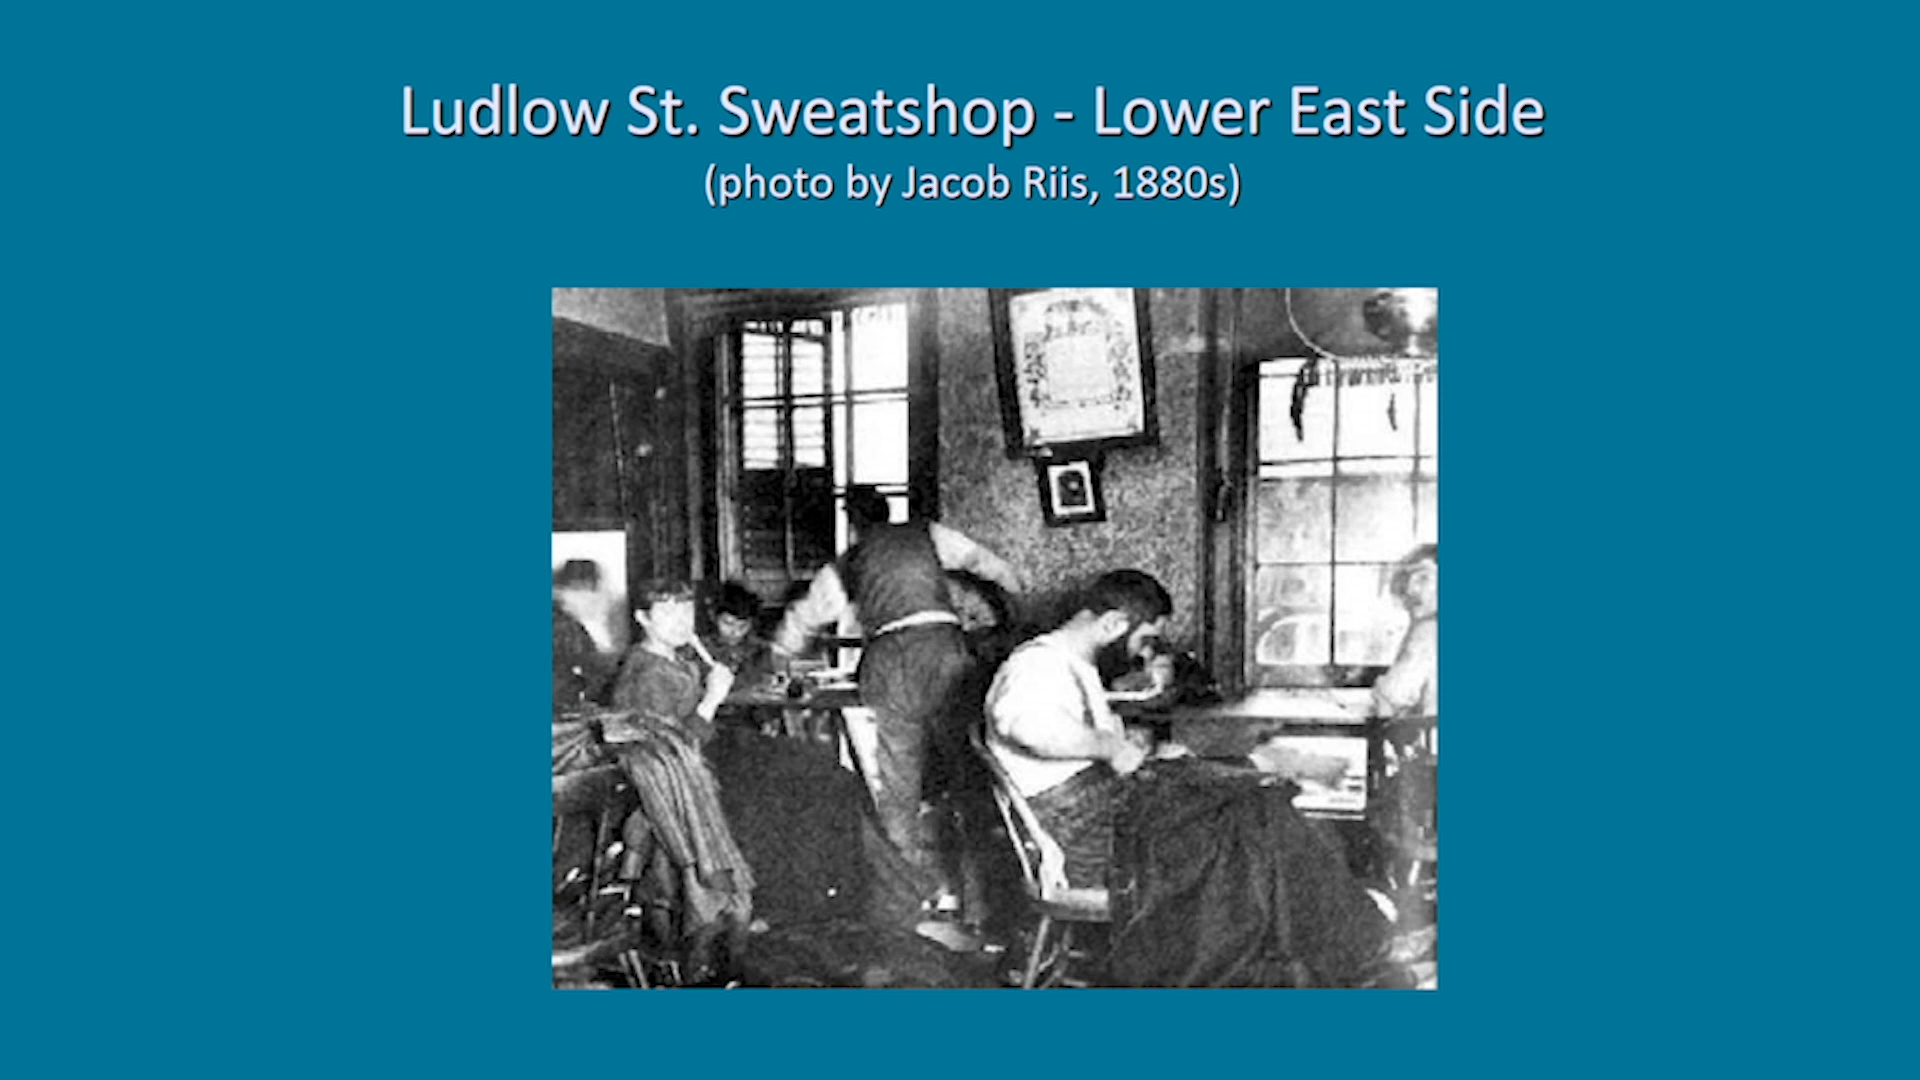 Ludlow St. Sweatshop - Lower East Side
(photo by Jacob Riis, 1880s)